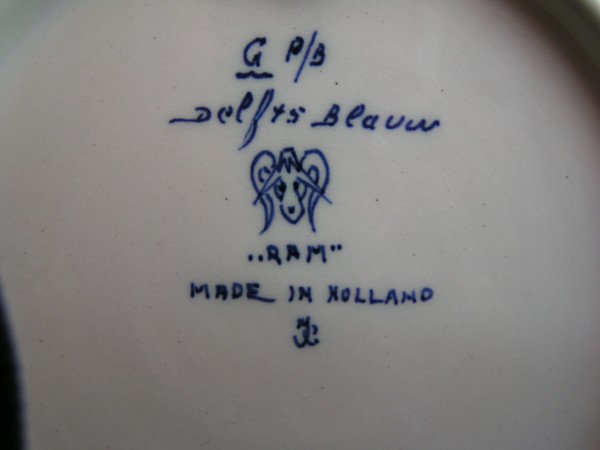 G P/B
Delfts Blauw
„RAM"
MADE IN HOLLAND